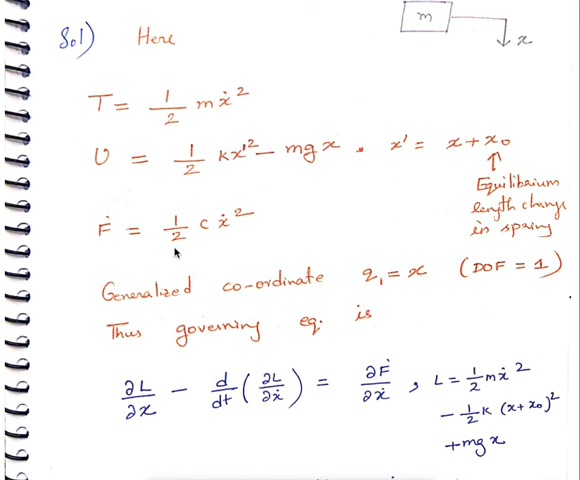 m
x
Sol) Here
T = 1/2 mẋ²
U = 1/2 kx'² - mgx , x' = x + x₀
Equilibrium
length change
in spring
Ḟ = 1/2 c ẋ²
Generalized co-ordinate q₁ = x (DOF = 1)
Thus governing eq. is
∂L/∂x - d/dt (∂L/∂ẋ) = ∂Ḟ/∂ẋ , L = 1/2 mẋ²
- 1/2 k (x+x₀)²
+mgx